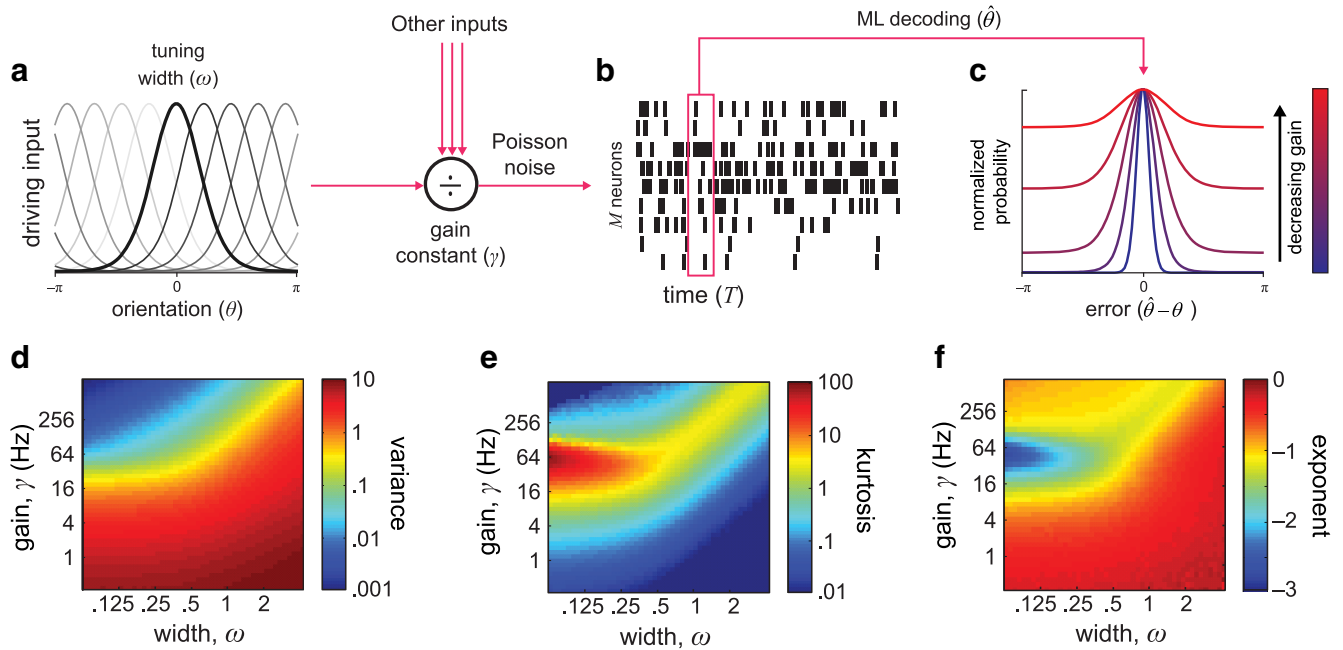 Other inputs
ML decoding (θ̂)
a
tuning
width (ω)
driving input
−π
0
π
orientation (θ)
÷
gain
constant (γ)
Poisson
noise
b
M neurons
time (T)
c
normalized
probability
−π
0
π
error (θ̂ − θ )
decreasing gain
d
gain, γ (Hz)
256
64
16
4
1
.125 .25 .5 1 2
width, ω
10
1
.1
.01
.001
variance
e
gain, γ (Hz)
256
64
16
4
1
.125 .25 .5 1 2
width, ω
100
10
1
.1
.01
kurtosis
f
gain, γ (Hz)
256
64
16
4
1
.125 .25 .5 1 2
width, ω
0
−1
−2
−3
exponent